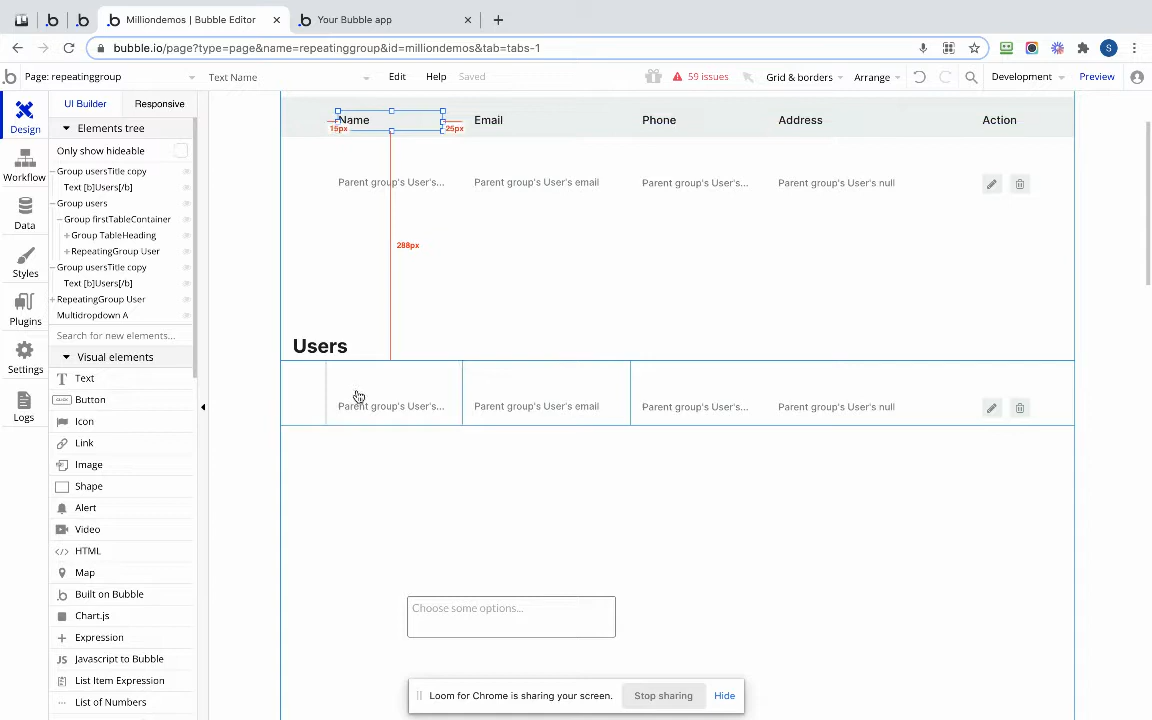 Milliondemos | Bubble Editor
Your Bubble app
bubble.io/page?type=page&name=repeatinggroup&id=milliondemos&tab=tabs-1
S
Page: repeatinggroup
Text Name
Edit
Help
Saved
59 issues
Grid & borders
Arrange
Development
Preview
Design
Workflow
Data
Styles
Plugins
Settings
Logs
UI Builder
Responsive
Elements tree
Only show hideable
Group usersTitle copy
Text [b]Users[/b]
Group users
Group firstTableContainer
Group TableHeading
RepeatingGroup User
Group usersTitle copy
Text [b]Users[/b]
RepeatingGroup User
Multidropdown A
Search for new elements...
Visual elements
Text
CLICK
Button
Icon
Link
Image
Shape
Alert
Video
HTML
Map
Built on Bubble
Chart.js
Expression
JS Javascript to Bubble
List Item Expression
List of Numbers
Name
Email
Phone
Address
Action
15px
25px
Parent group's User's...
Parent group's User's email
Parent group's User's...
Parent group's User's null
288px
Users
Parent group's User's...
Parent group's User's email
Parent group's User's...
Parent group's User's null
Choose some options...
Loom for Chrome is sharing your screen.
Stop sharing
Hide